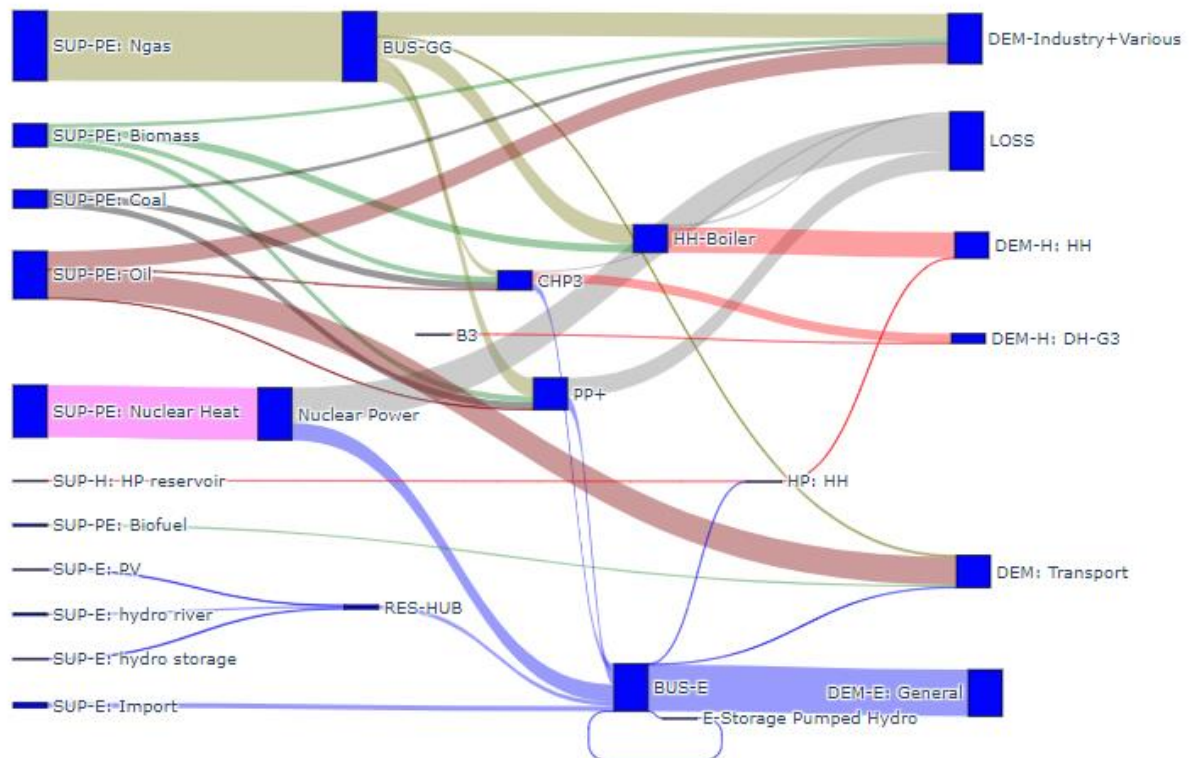 SUP-PE: Ngas
BUS-GG
DEM-Industry+Various
SUP-PE: Biomass
LOSS
SUP-PE: Coal
HH-Boiler
DEM-H: HH
SUP-PE: Oil
CHP3
B3
DEM-H: DH-G3
PP+
SUP-PE: Nuclear Heat
Nuclear Power
SUP-H: HP reservoir
HP: HH
SUP-PE: Biofuel
SUP-E: PV
DEM: Transport
SUP-E: hydro river
RES-HUB
SUP-E: hydro storage
BUS-E
DEM-E: General
SUP-E: Import
E-Storage Pumped Hydro